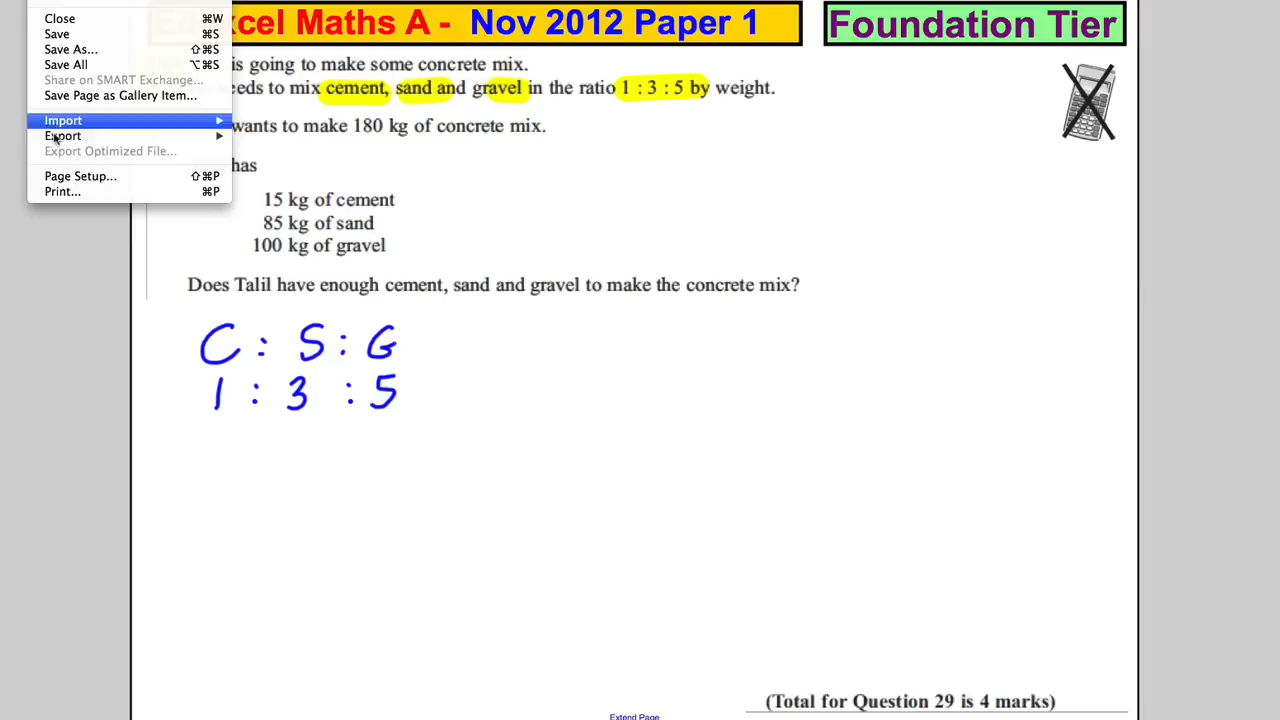 Close ⌘W
Save ⌘S
Save As... ⇧⌘S
Save All ⌥⌘S
Share on SMART Exchange...
Save Page as Gallery Item...
Import
Export
Export Optimized File...
Page Setup... ⇧⌘P
Print... ⌘P
xcel Maths A - Nov 2012 Paper 1
Foundation Tier
is going to make some concrete mix.
eeds to mix cement, sand and gravel in the ratio 1 : 3 : 5 by weight.
wants to make 180 kg of concrete mix.
has
15 kg of cement
85 kg of sand
100 kg of gravel
Does Talil have enough cement, sand and gravel to make the concrete mix?
C : S : G
1 : 3 : 5
(Total for Question 29 is 4 marks)
Extend Page